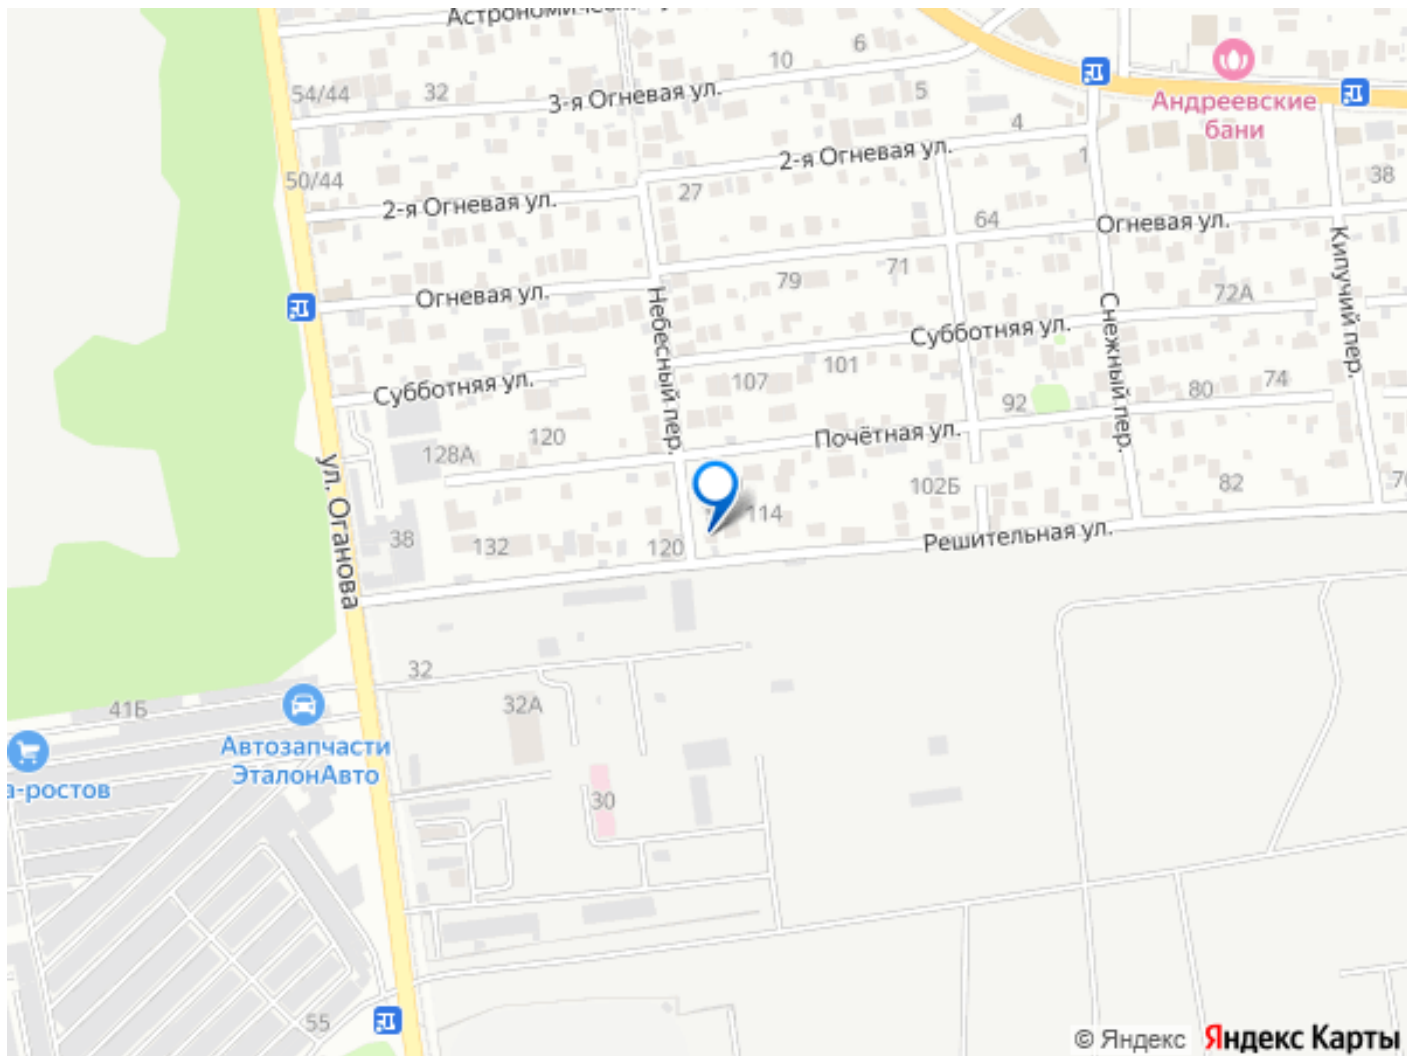 Астрономическая
3-я Огневая ул.
54/44
32
10
6
5
4
1
Андреевские
бани
38
50/44
2-я Огневая ул.
27
2-я Огневая ул.
64
Огневая ул.
Кипучий пер.
Огневая ул.
Небесный пер.
79
71
Субботняя ул.
Снежный пер.
72А
Субботняя ул.
107
101
92
80
74
128А
120
Почётная ул.
102Б
82
ул. Оганова
38
132
120
114
Решительная ул.
32
41Б
32А
Автозапчасти
ЭталонАвто
а-ростов
30
55
© Яндекс Яндекс Карты